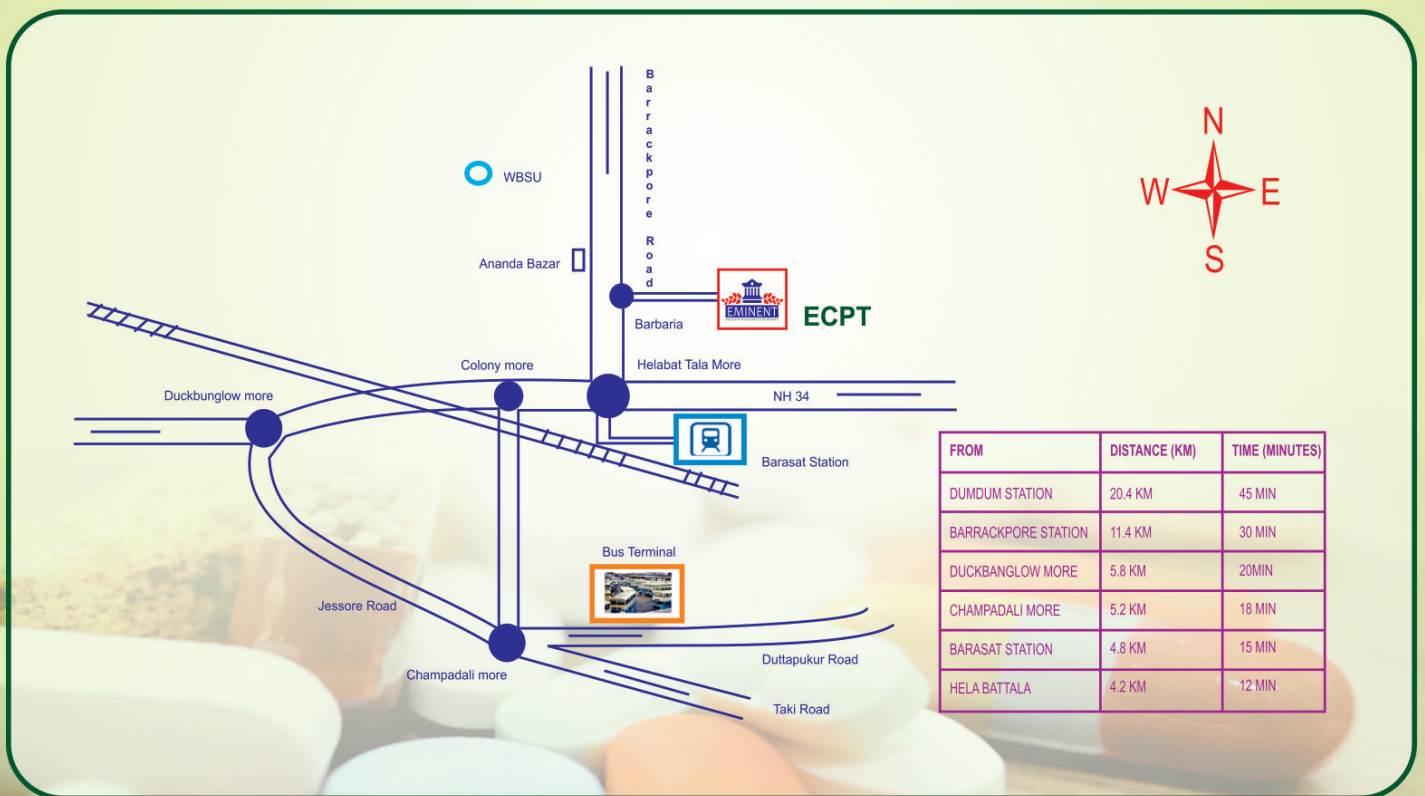 Barrackpore Road
N
W E
S
WBSU
Ananda Bazar
EMINENT
ECPT
Barbaria
Colony more
Helabat Tala More
Duckbunglow more
NH 34
Barasat Station
Bus Terminal
Jessore Road
Champadali more
Duttapukur Road
Taki Road
FROM DISTANCE (KM) TIME (MINUTES)
DUMDUM STATION 20.4 KM 45 MIN
BARRACKPORE STATION 11.4 KM 30 MIN
DUCKBANGLOW MORE 5.8 KM 20MIN
CHAMPADALI MORE 5.2 KM 18 MIN
BARASAT STATION 4.8 KM 15 MIN
HELA BATTALA 4.2 KM 12 MIN